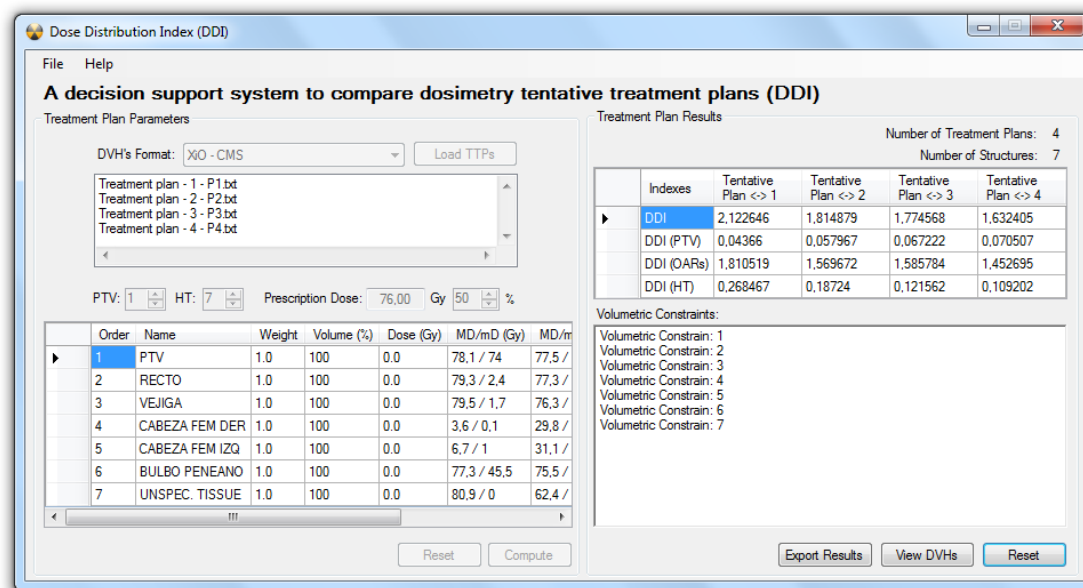 Dose Distribution Index (DDI)
File Help
A decision support system to compare dosimetry tentative treatment plans (DDI)
Treatment Plan Parameters
DVH's Format: XiO - CMS Load TTPs
Treatment plan - 1 - P1.txt
Treatment plan - 2 - P2.txt
Treatment plan - 3 - P3.txt
Treatment plan - 4 - P4.txt
PTV: 1 HT: 7 Prescription Dose: 76,00 Gy 50 %
Order Name Weight Volume (%) Dose (Gy) MD/mD (Gy) MD/m
1 PTV 1.0 100 0.0 78,1 / 74 77,5 /
2 RECTO 1.0 100 0.0 79,3 / 2,4 77,3 /
3 VEJIGA 1.0 100 0.0 79,5 / 1,7 76,3 /
4 CABEZA FEM DER 1.0 100 0.0 3,6 / 0,1 29,8 /
5 CABEZA FEM IZQ 1.0 100 0.0 6,7 / 1 31,1 /
6 BULBO PENEANO 1.0 100 0.0 77,3 / 45,5 75,5 /
7 UNSPEC. TISSUE 1.0 100 0.0 80,9 / 0 62,4 /
Reset Compute
Treatment Plan Results
Number of Treatment Plans: 4
Number of Structures: 7
Indexes Tentative Plan <-> 1 Tentative Plan <-> 2 Tentative Plan <-> 3 Tentative Plan <-> 4
DDI 2,122646 1,814879 1,774568 1,632405
DDI (PTV) 0,04366 0,057967 0,067222 0,070507
DDI (OARs) 1,810519 1,569672 1,585784 1,452695
DDI (HT) 0,268467 0,18724 0,121562 0,109202
Volumetric Constraints:
Volumetric Constrain: 1
Volumetric Constrain: 2
Volumetric Constrain: 3
Volumetric Constrain: 4
Volumetric Constrain: 5
Volumetric Constrain: 6
Volumetric Constrain: 7
Export Results View DVHs Reset